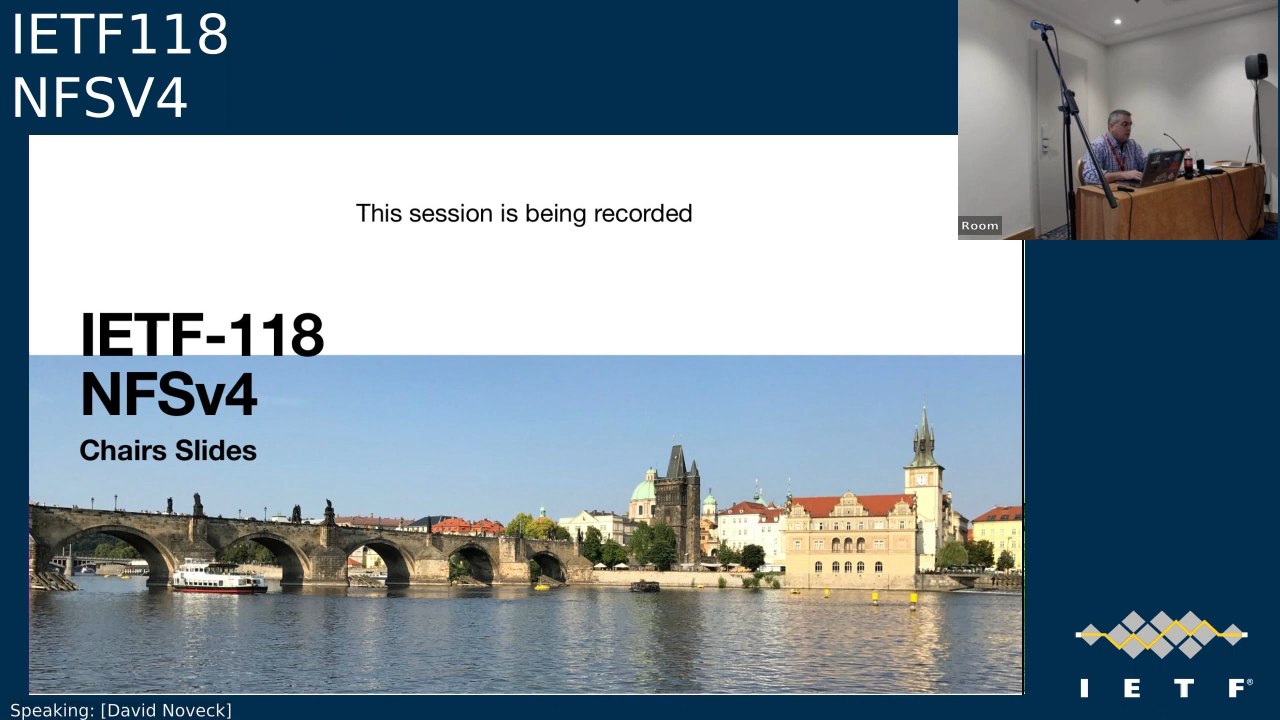 IETF118
NFSV4
This session is being recorded
IETF-118
NFSv4
Chairs Slides
Room
I E T F®
Speaking: [David Noveck]